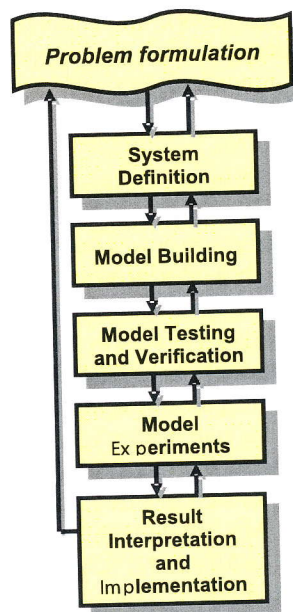 Problem formulation
System
Definition
Model Building
Model Testing
and Verification
Model
Experiments
Result
Interpretation
and
Implementation